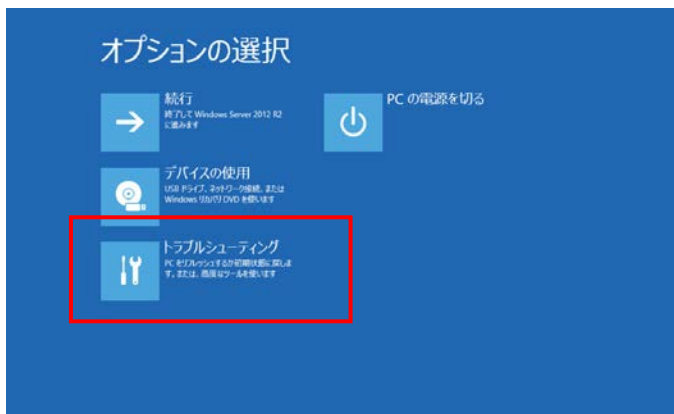 オプションの選択
続行
終了して Windows Server 2012 R2
に進みます
PC の電源を切る
デバイスの使用
USB ドライブ、ネットワーク接続、または
Windows リカバリ DVD を使います
トラブルシューティング
PC をリフレッシュするか初期状態に戻しま
す。または、高度なツールを使います